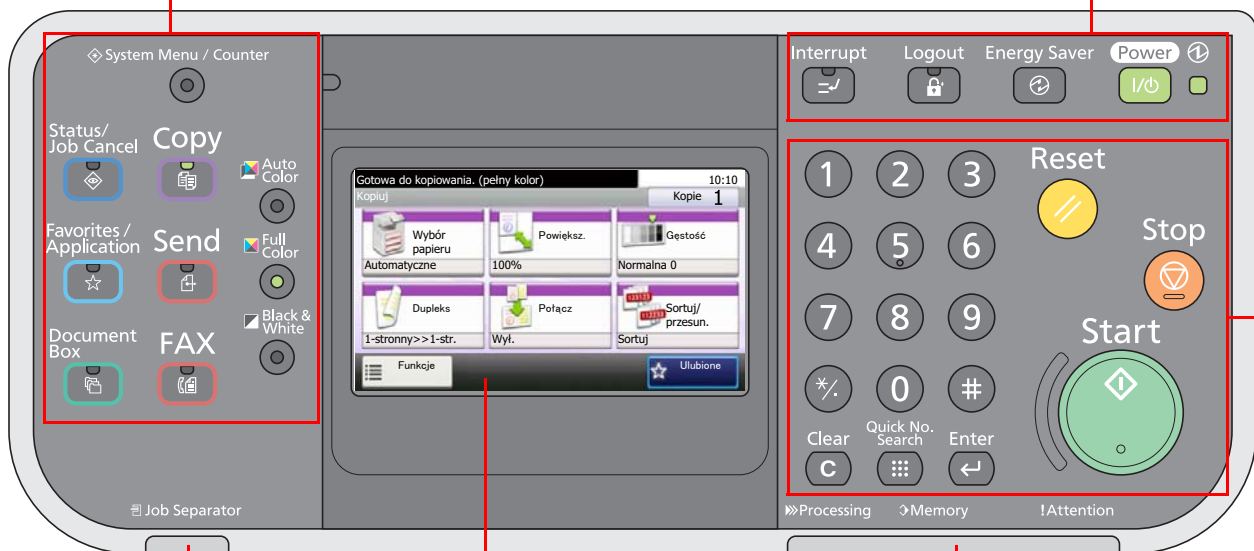 System Menu / Counter
Status/
Job Cancel
Copy
Auto
Color
Favorites /
Application
Send
Full
Color
Document
Box
FAX
Black &
White
Job Separator
Gotowa do kopiowania. (pełny kolor)
10:10
Kopiuj
Kopie 1
Wybór
papieru
Automatyczne
Powiększ.
100%
Gęstość
Normalna 0
Dupleks
1-stronny>>1-str.
Połącz
Wył.
123123
112233
Sortuj/
przesun.
Sortuj
Funkcje
Ulubione
Interrupt
Logout
Energy Saver
Power
1
2
3
Reset
4
5
6
Stop
7
8
9
Start
*/.
0
#
Clear
C
Quick No.
Search
Enter
Processing
Memory
!Attention